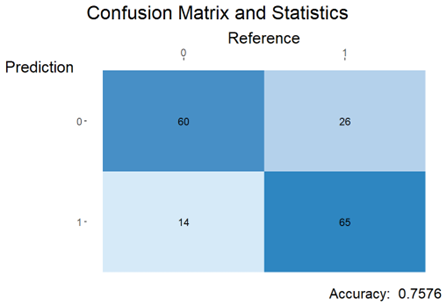 Confusion Matrix and Statistics
Reference
0 1
Prediction
0 60 26
1 14 65
Accuracy: 0.7576